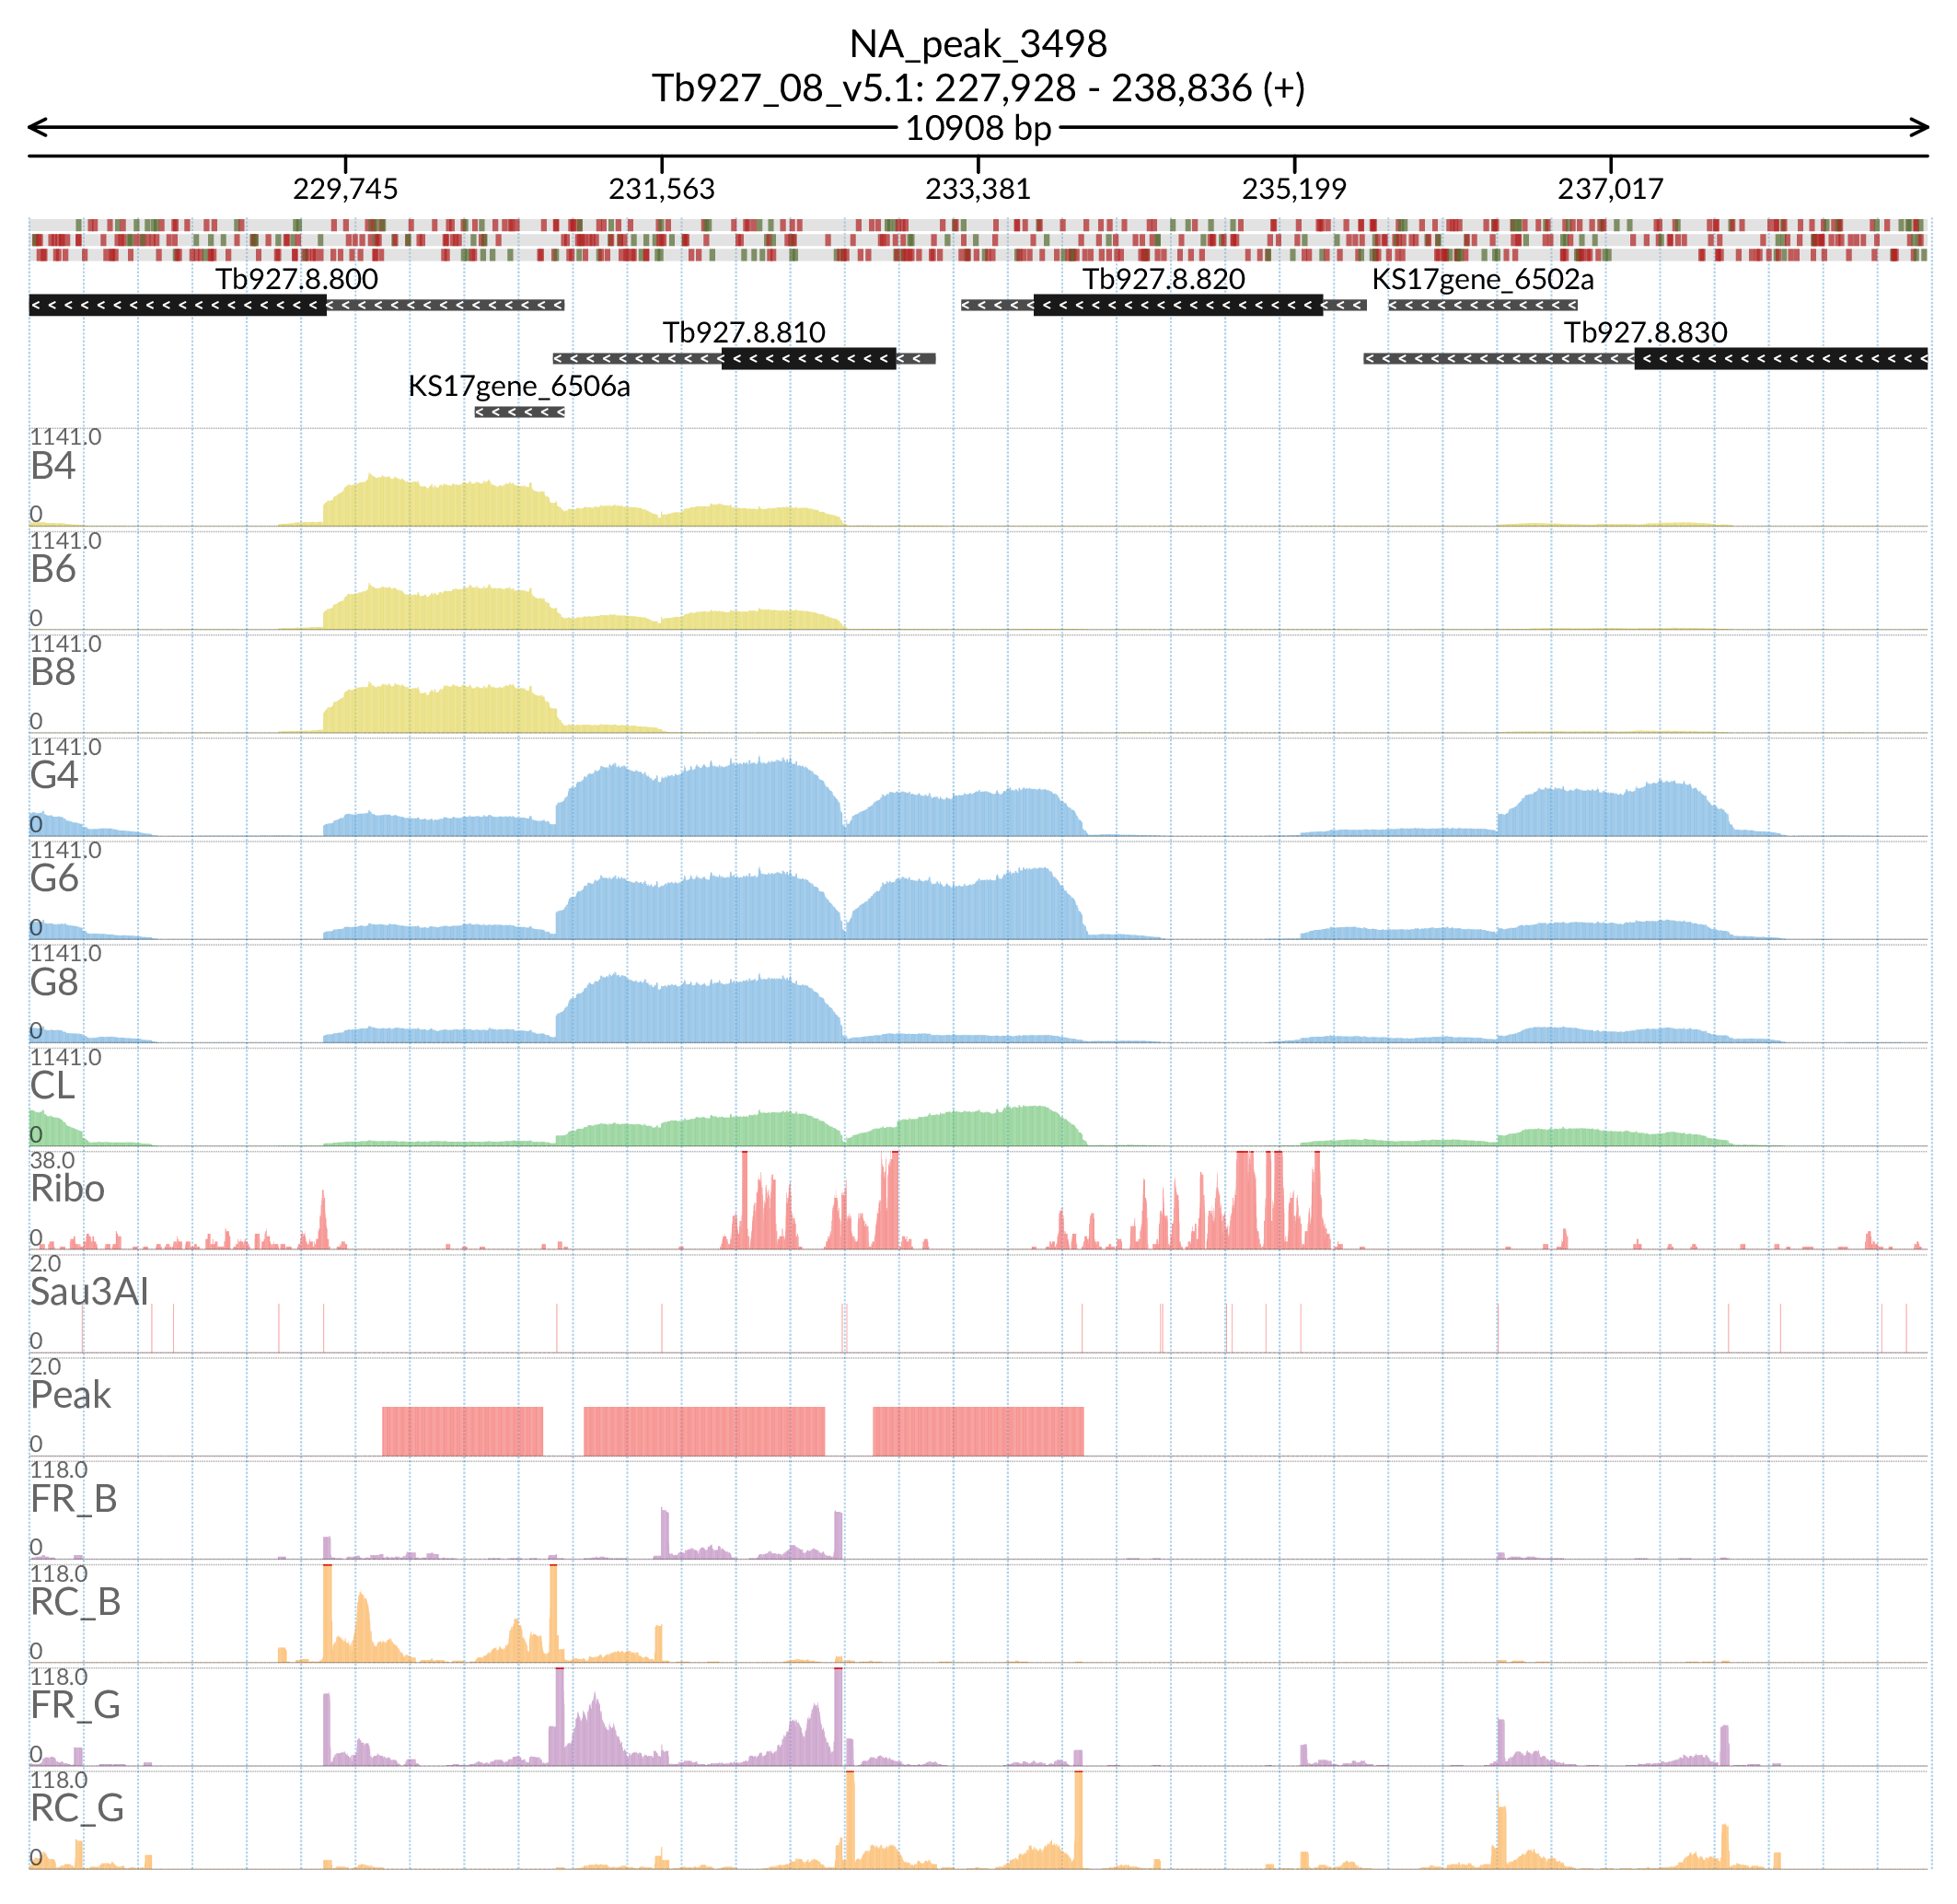 NA_peak_3498
Tb927_08_v5.1: 227,928 - 238,836 (+)
10908 bp
229,745 231,563 233,381 235,199 237,017
Tb927.8.800 Tb927.8.820 KS17gene_6502a
Tb927.8.810 Tb927.8.830
KS17gene_6506a
1141.0
B4
0
1141.0
B6
0
1141.0
B8
0
1141.0
G4
0
1141.0
G6
0
1141.0
G8
0
1141.0
CL
0
38.0
Ribo
0
2.0
Sau3AI
0
2.0
Peak
0
118.0
FR_B
0
118.0
RC_B
0
118.0
FR_G
0
118.0
RC_G
0